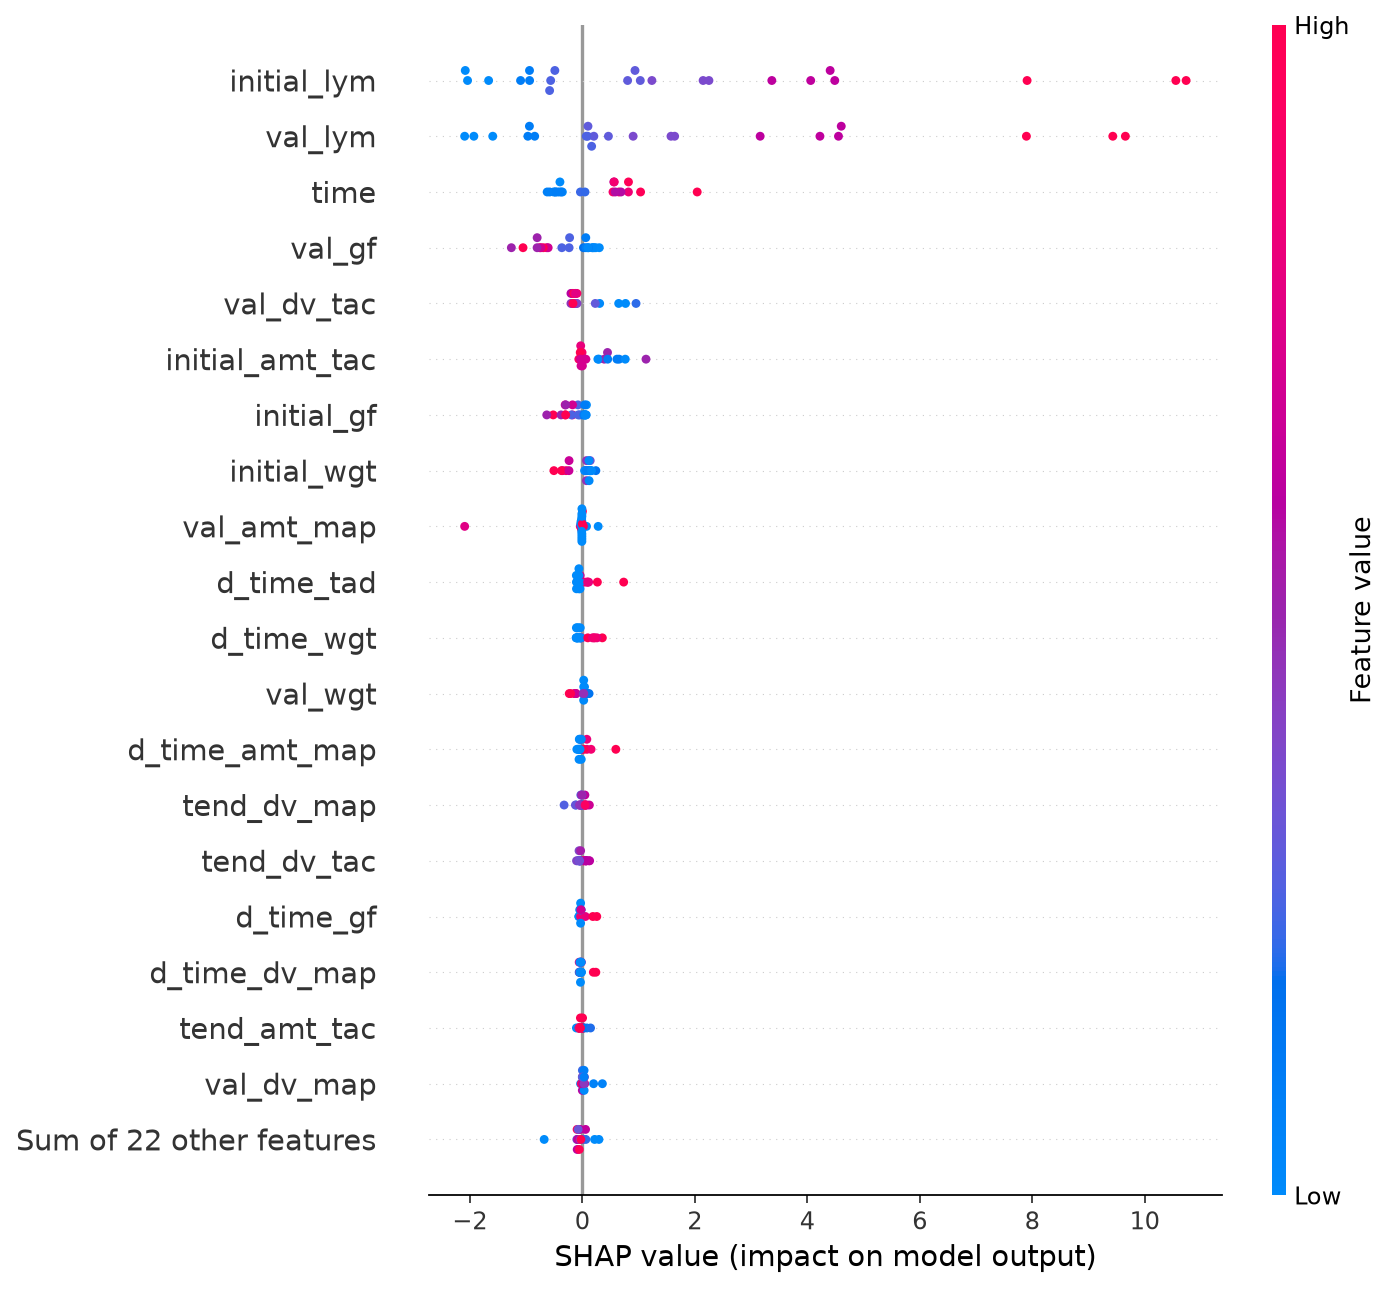 High
initial_lym
val_lym
time
val_gf
val_dv_tac
initial_amt_tac
initial_gf
initial_wgt
val_amt_map
d_time_tad
d_time_wgt
val_wgt
d_time_amt_map
tend_dv_map
tend_dv_tac
d_time_gf
d_time_dv_map
tend_amt_tac
val_dv_map
Sum of 22 other features
Feature value
Low
−2 0 2 4 6 8 10
SHAP value (impact on model output)